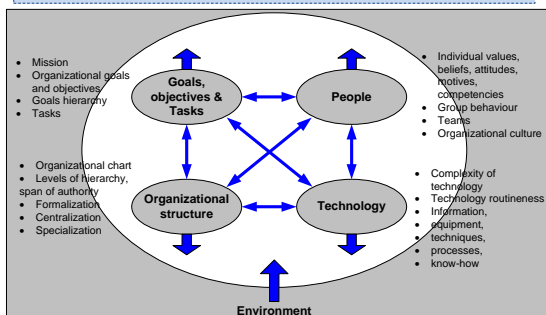 • Mission
• Organizational goals
and objectives
• Goals hierarchy
• Tasks
Goals,
objectives &
Tasks
People
• Individual values,
beliefs, attitudes,
motives,
competencies
• Group behaviour
• Teams
• Organizational culture
• Organizational chart
• Levels of hierarchy,
span of authority
• Formalization
• Centralization
• Specialization
Organizational
structure
Technology
• Complexity of
technology
• Technology routineness
• Information,
• equipment,
• techniques,
• processes,
• know-how
Environment